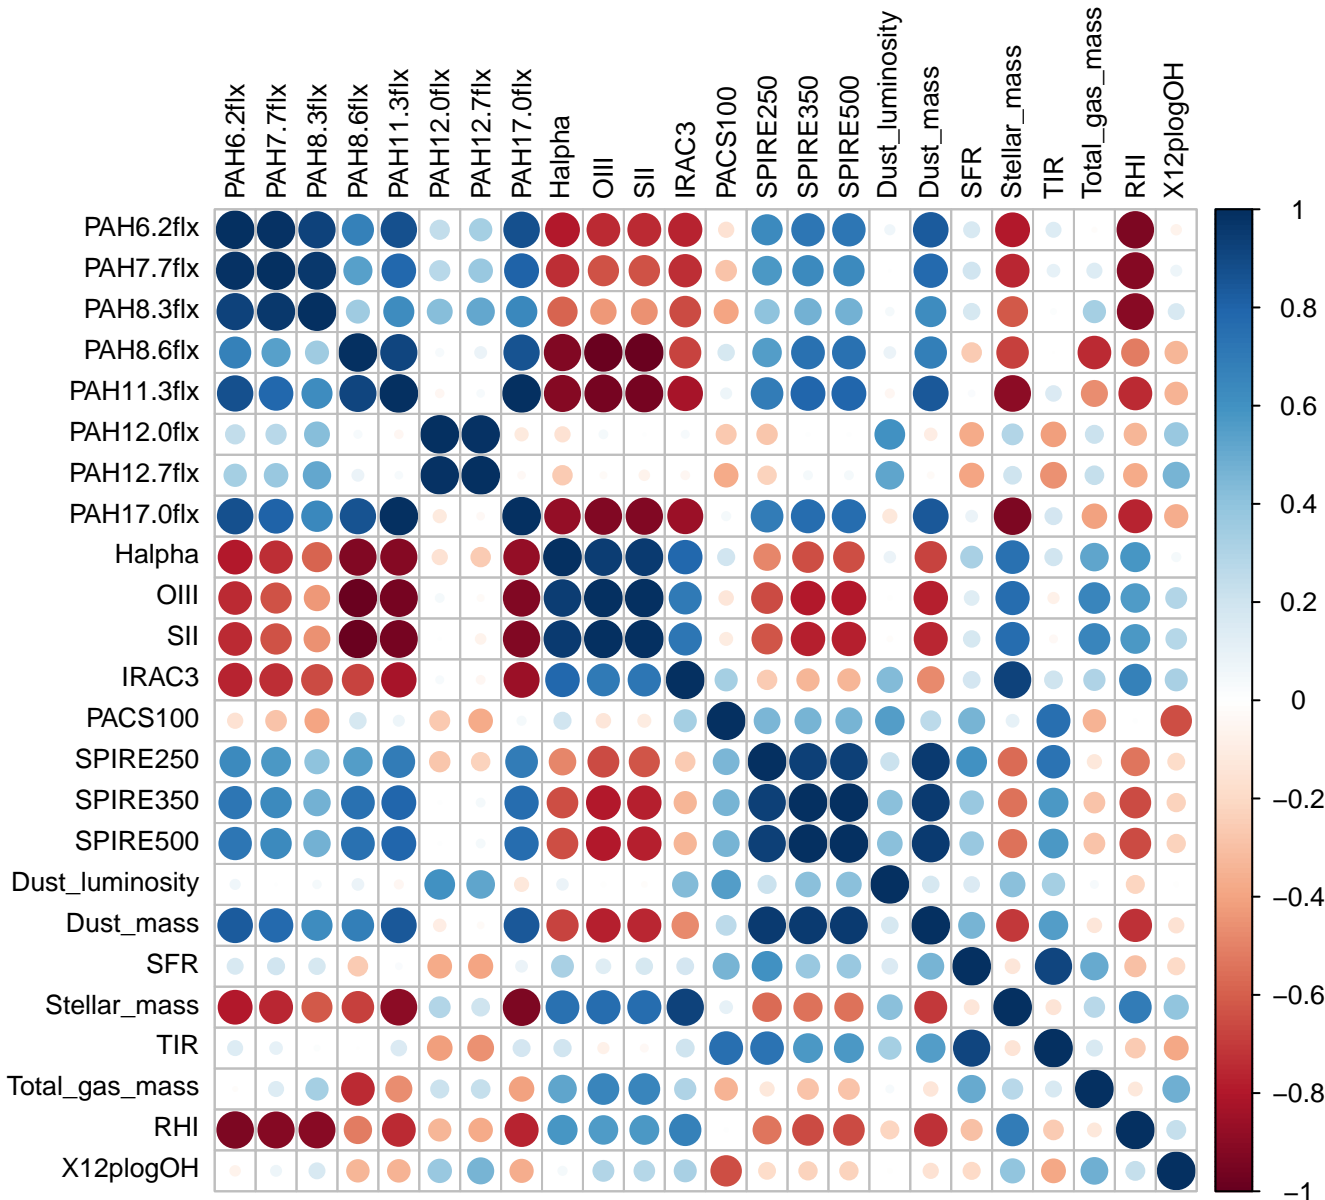 PAH6.2flx
PAH7.7flx
PAH8.3flx
PAH8.6flx
PAH11.3flx
PAH12.0flx
PAH12.7flx
PAH17.0flx
Halpha
OIII
SII
IRAC3
PACS100
SPIRE250
SPIRE350
SPIRE500
Dust_luminosity
Dust_mass
SFR
Stellar_mass
TIR
Total_gas_mass
RHI
X12plogOH
PAH6.2flx
PAH7.7flx
PAH8.3flx
PAH8.6flx
PAH11.3flx
PAH12.0flx
PAH12.7flx
PAH17.0flx
Halpha
OIII
SII
IRAC3
PACS100
SPIRE250
SPIRE350
SPIRE500
Dust_luminosity
Dust_mass
SFR
Stellar_mass
TIR
Total_gas_mass
RHI
X12plogOH
1
0.8
0.6
0.4
0.2
0
−0.2
−0.4
−0.6
−0.8
−1